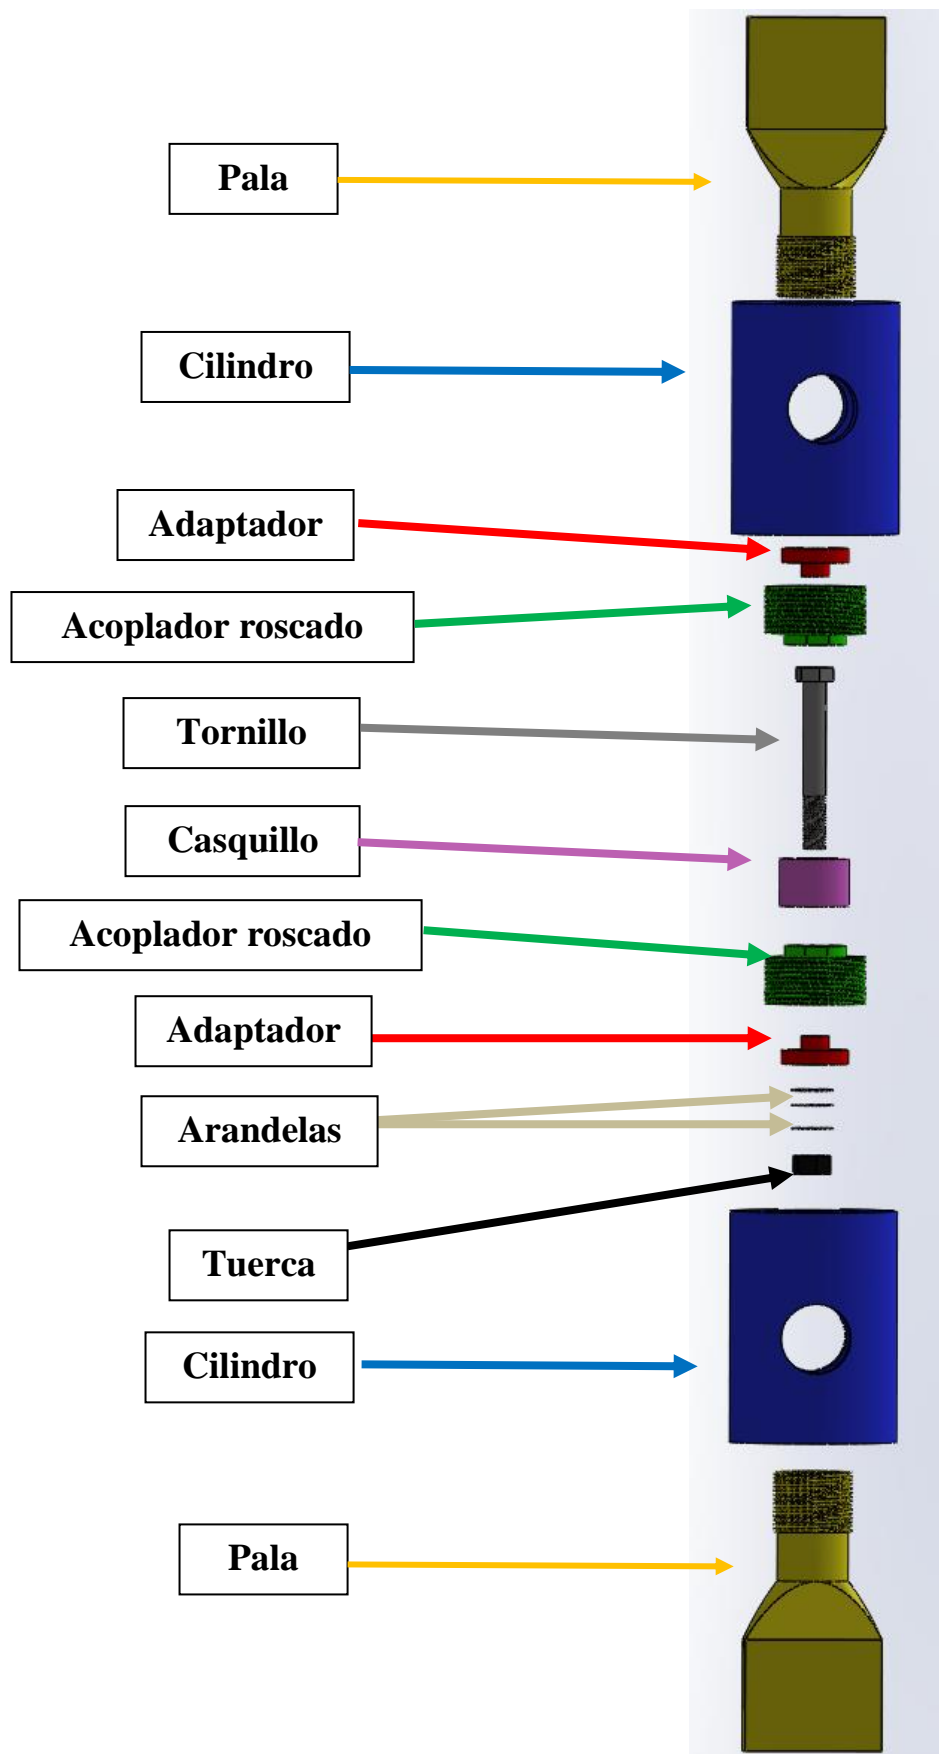 Pala
Cilindro
Adaptador
Acoplador roscado
Tornillo
Casquillo
Acoplador roscado
Adaptador
Arandelas
Tuerca
Cilindro
Pala